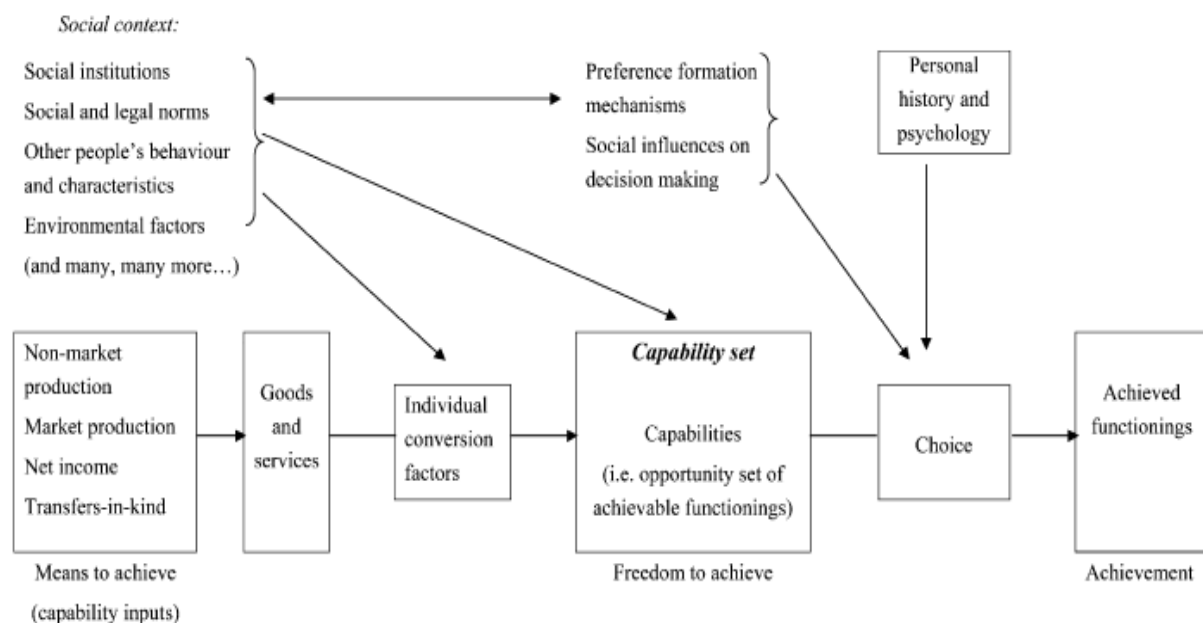 Social context:
Social institutions
Social and legal norms
Other people's behaviour
and characteristics
Environmental factors
(and many, many more…)
Preference formation
mechanisms
Social influences on
decision making
Personal
history and
psychology
Non-market
production
Market production
Net income
Transfers-in-kind
Goods
and
services
Individual
conversion
factors
Capability set
Capabilities
(i.e. opportunity set of
achievable functionings)
Choice
Achieved
functionings
Means to achieve
(capability inputs)
Freedom to achieve
Achievement